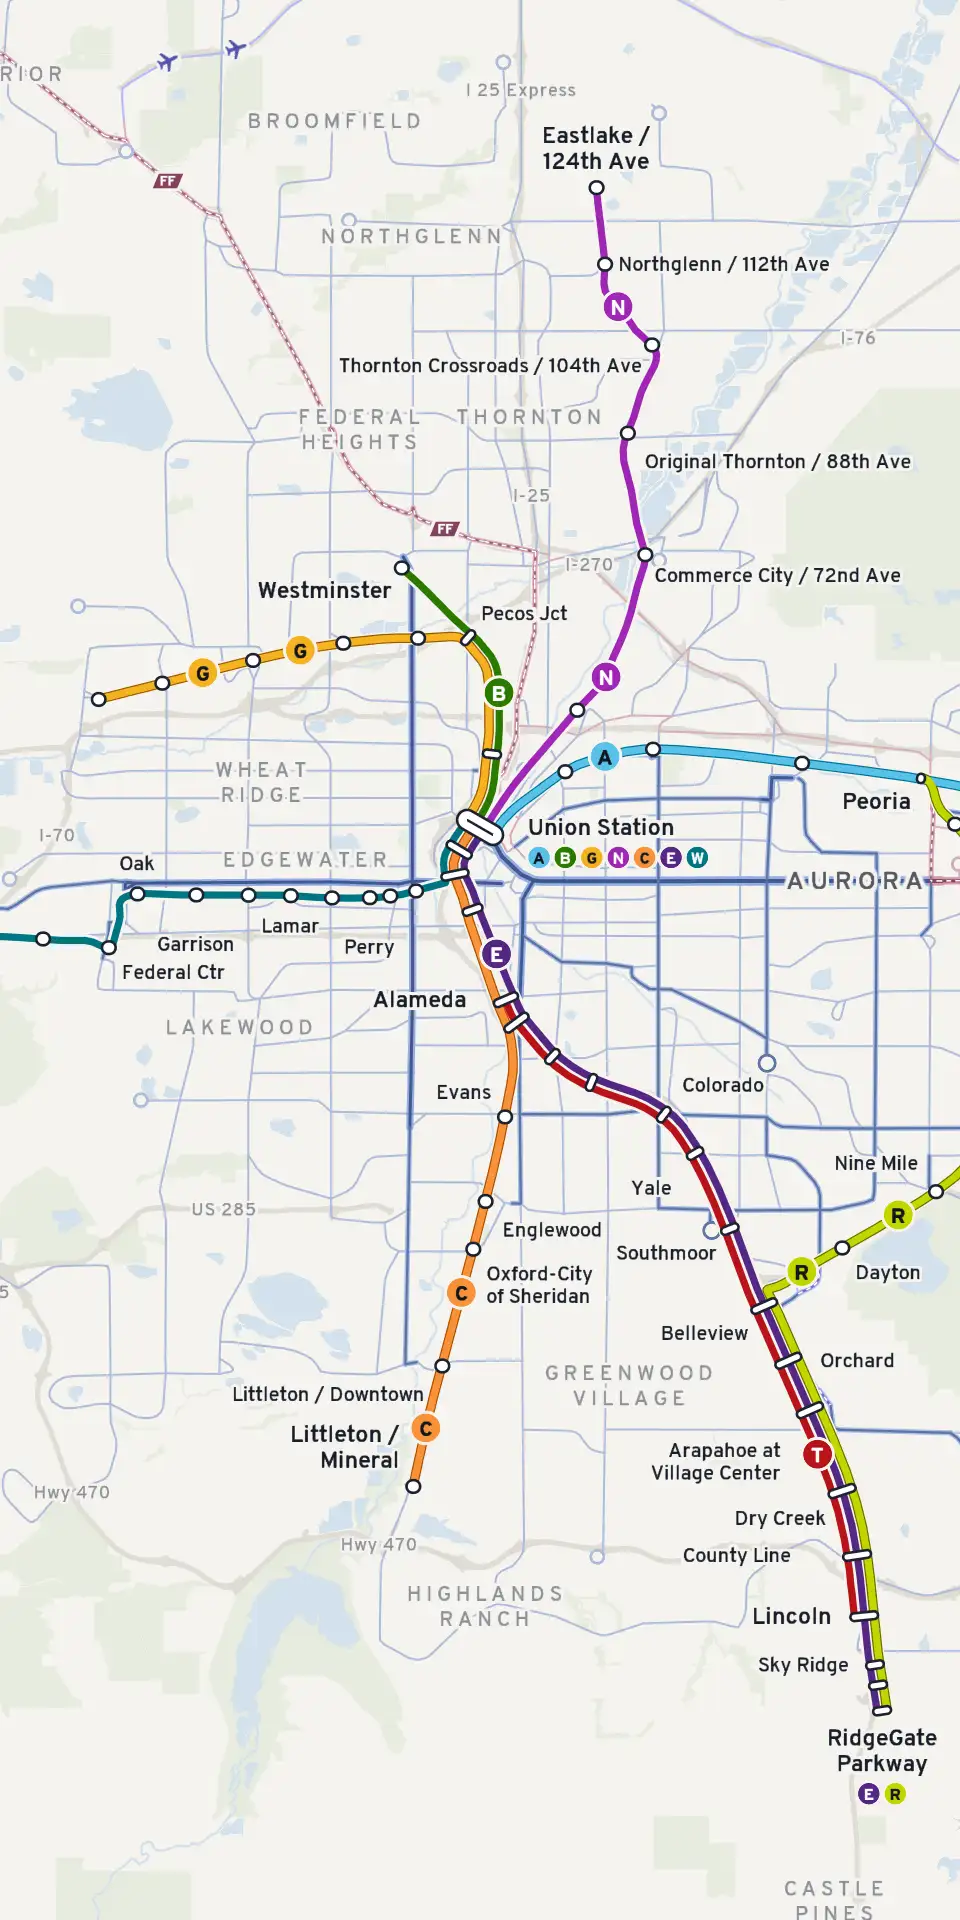 RIOR
I 25 Express
BROOMFIELD
Eastlake /
124th Ave
FF
NORTHGLENN
Northglenn / 112th Ave
N
I-76
Thornton Crossroads / 104th Ave
FEDERAL
HEIGHTS
THORNTON
Original Thornton / 88th Ave
I-25
FF
I-270
Commerce City / 72nd Ave
Westminster
Pecos Jct
G
G
N
B
A
WHEAT
RIDGE
Peoria
Union Station
I-70
A B G N C E W
Oak
EDGEWATER
AURORA
Lamar
Garrison
Perry
Federal Ctr
E
Alameda
LAKEWOOD
Evans
Colorado
Nine Mile
Yale
US 285
R
Englewood
Southmoor
Dayton
R
Oxford-City
of Sheridan
5
C
Belleview
Orchard
GREENWOOD
VILLAGE
Littleton / Downtown
C
Littleton /
Mineral
Arapahoe at
Village Center
T
Hwy 470
Dry Creek
Hwy 470
County Line
HIGHLANDS
RANCH
Lincoln
Sky Ridge
RidgeGate
Parkway
E R
CASTLE
PINES